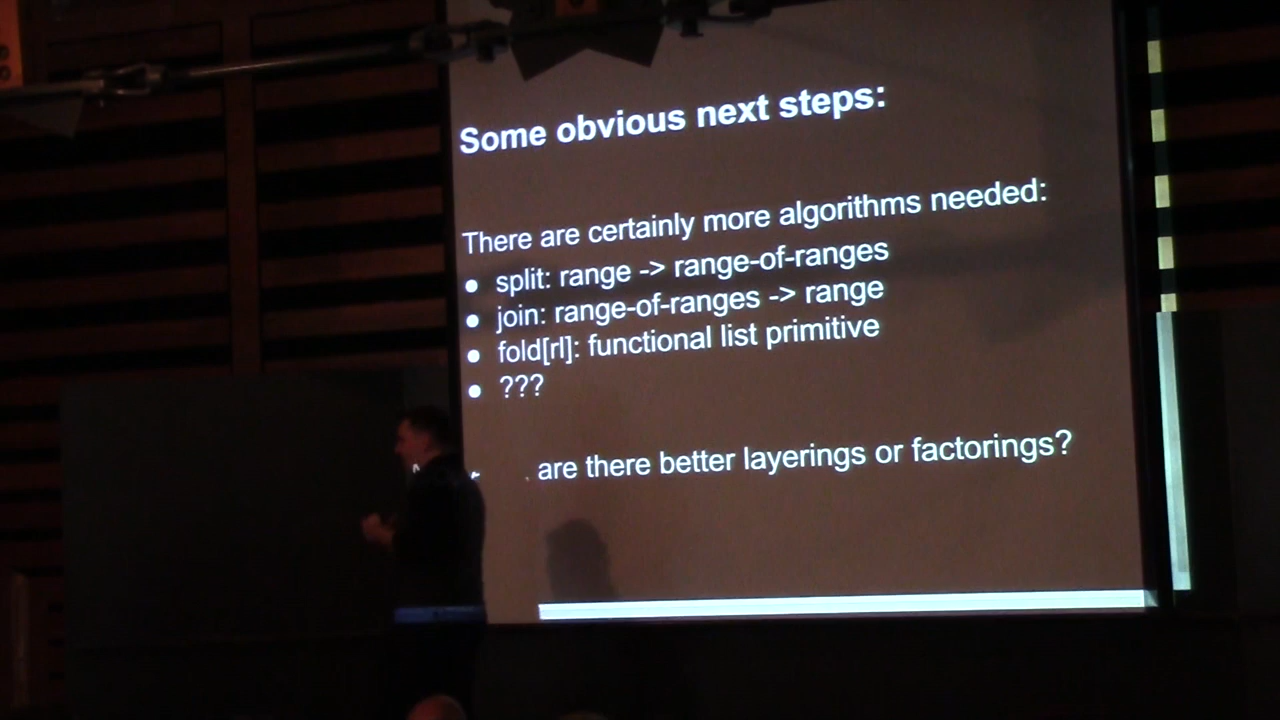 Some obvious next steps:
There are certainly more algorithms needed:
● split: range -> range-of-ranges
● join: range-of-ranges -> range
● fold[rl]: functional list primitive
● ???
are there better layerings or factorings?